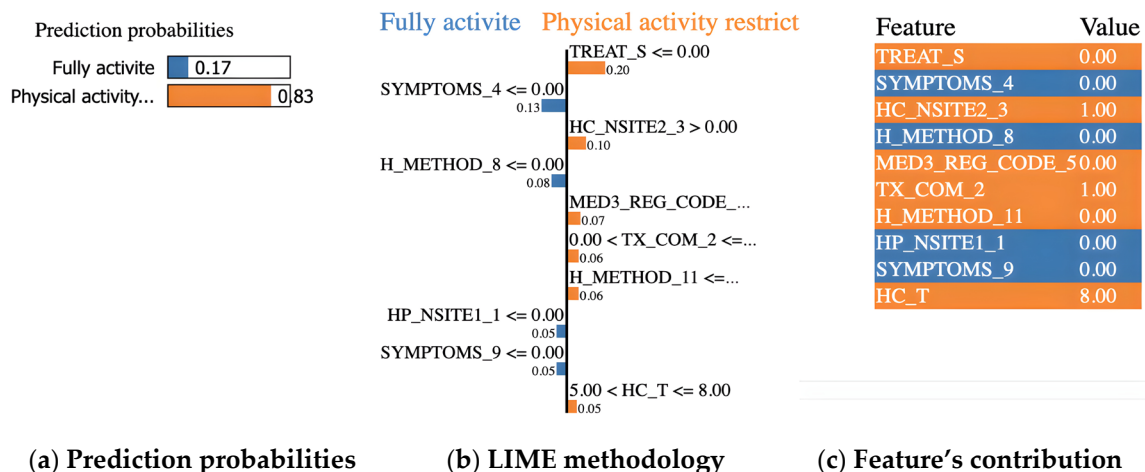 Prediction probabilities
Fully activite 0.17
Physical activity... 0.83
Fully activite Physical activity restrict
TREAT_S <= 0.00
0.20
SYMPTOMS_4 <= 0.00
0.13
HC_NSITE2_3 > 0.00
0.10
H_METHOD_8 <= 0.00
0.08
MED3_REG_CODE_...
0.07
0.00 < TX_COM_2 <=...
0.06
H_METHOD_11 <=...
0.06
HP_NSITE1_1 <= 0.00
0.05
SYMPTOMS_9 <= 0.00
0.05
5.00 < HC_T <= 8.00
0.05
Feature Value
TREAT_S 0.00
SYMPTOMS_4 0.00
HC_NSITE2_3 1.00
H_METHOD_8 0.00
MED3_REG_CODE_5 0.00
TX_COM_2 1.00
H_METHOD_11 0.00
HP_NSITE1_1 0.00
SYMPTOMS_9 0.00
HC_T 8.00
(a) Prediction probabilities
(b) LIME methodology
(c) Feature's contribution